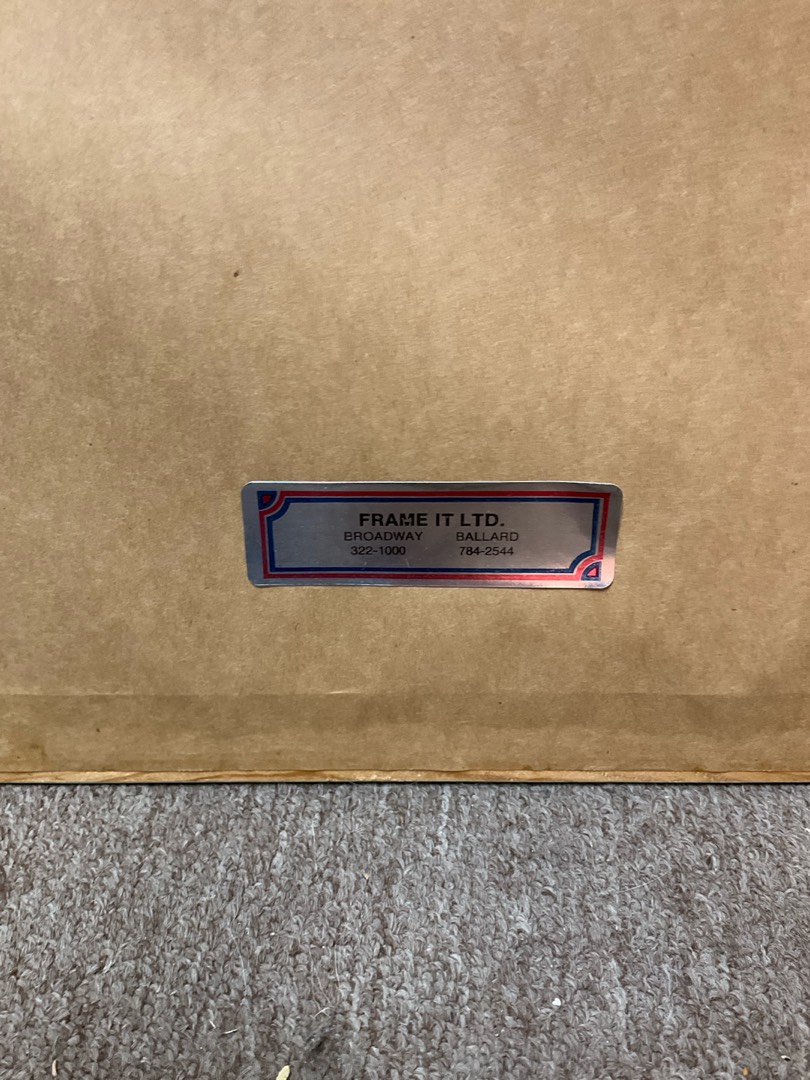 FRAME IT LTD.
BROADWAY BALLARD
322-1000 784-2544